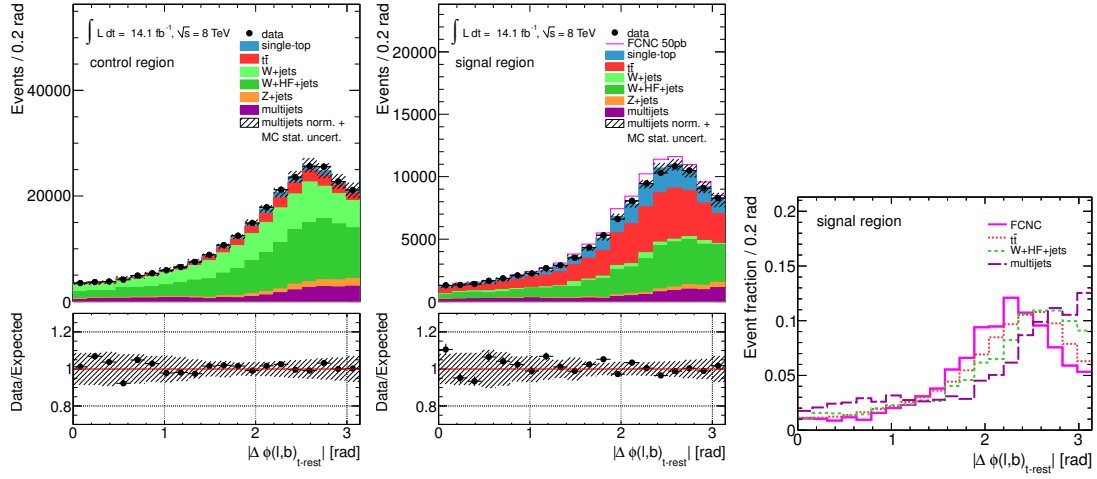 ∫ L dt = 14.1 fb⁻¹, √s = 8 TeV
control region
data
single-top
tt̄
W+jets
W+HF+jets
Z+jets
multijets
multijets norm. +
MC stat. uncert.
Events / 0.2 rad
40000
20000
0
Data/Expected
1.2
1
0.8
0 1 2 3
|Δ ϕ(l,b)t-rest| [rad]
∫ L dt = 14.1 fb⁻¹, √s = 8 TeV
signal region
data
FCNC 50pb
single-top
tt̄
W+jets
W+HF+jets
Z+jets
multijets
multijets norm. +
MC stat. uncert.
Events / 0.2 rad
20000
15000
10000
5000
0
Data/Expected
1.2
1
0.8
0 1 2 3
|Δ ϕ(l,b)t-rest| [rad]
signal region
FCNC
tt̄
W+HF+jets
multijets
Event fraction / 0.2 rad
0.2
0.15
0.1
0.05
0
0 1 2 3
|Δ ϕ(l,b)t-rest| [rad]